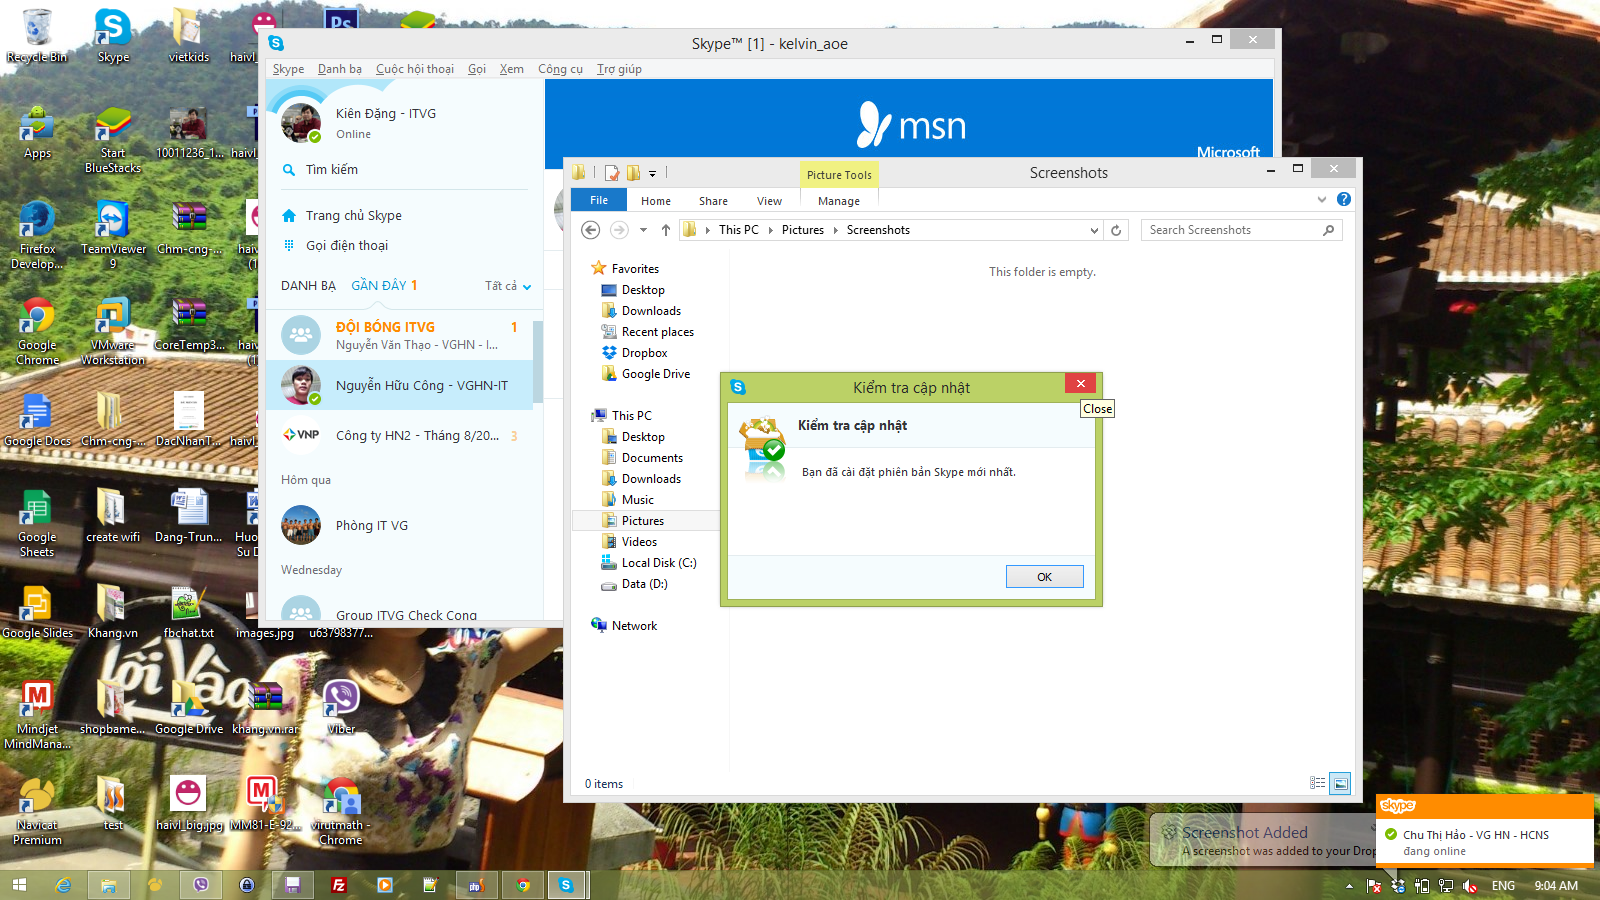 Recycle Bin
Skype
vietkids
haivl_
Ps
Apps
Start BlueStacks
10011236_1...
haivl_
Firefox Develop...
TeamViewer 9
Chm-cng-...
haivl (1
Google Chrome
VMware Workstation
CoreTemp3...
haivl (1
Google Docs
Chm-cng-...
DacNhanT...
haivl_
Google Sheets
create wifi
Dang-Trun...
Huo Su D
Google Slides
Khang.vn
fbchat.txt
images.jpg
u63798377...
Mindjet MindMana...
shopbame...
Google Drive
khang.vn.rar
Viber
Navicat Premium
test
haivl_big.jpg
MM81-E-92...
virutmath - Chrome
Lối Vào
Skype™ [1] - kelvin_aoe
Skype Danh bạ Cuộc hội thoại Gọi Xem Công cụ Trợ giúp
Kiên Đặng - ITVG
Online
Tìm kiếm
Trang chủ Skype
Gọi điện thoại
DANH BẠ GẦN ĐÂY 1 Tất cả
ĐỘI BÓNG ITVG 1
Nguyễn Văn Thạo - VGHN - I...
Nguyễn Hữu Công - VGHN-IT
VNP Công ty HN2 - Tháng 8/20... 3
Hôm qua
Phòng IT VG
Wednesday
Group ITVG Check Cong
msn
Microsoft
Picture Tools
Screenshots
File Home Share View Manage
This PC Pictures Screenshots
Search Screenshots
This folder is empty.
Favorites
Desktop
Downloads
Recent places
Dropbox
Google Drive
This PC
Desktop
Documents
Downloads
Music
Pictures
Videos
Local Disk (C:)
Data (D:)
Network
0 items
Kiểm tra cập nhật
Close
Kiểm tra cập nhật
Bạn đã cài đặt phiên bản Skype mới nhất.
OK
Screenshot Added
A screenshot was added to your Drop
skype
Chu Thị Hảo - VG HN - HCNS
đang online
ENG 9:04 AM